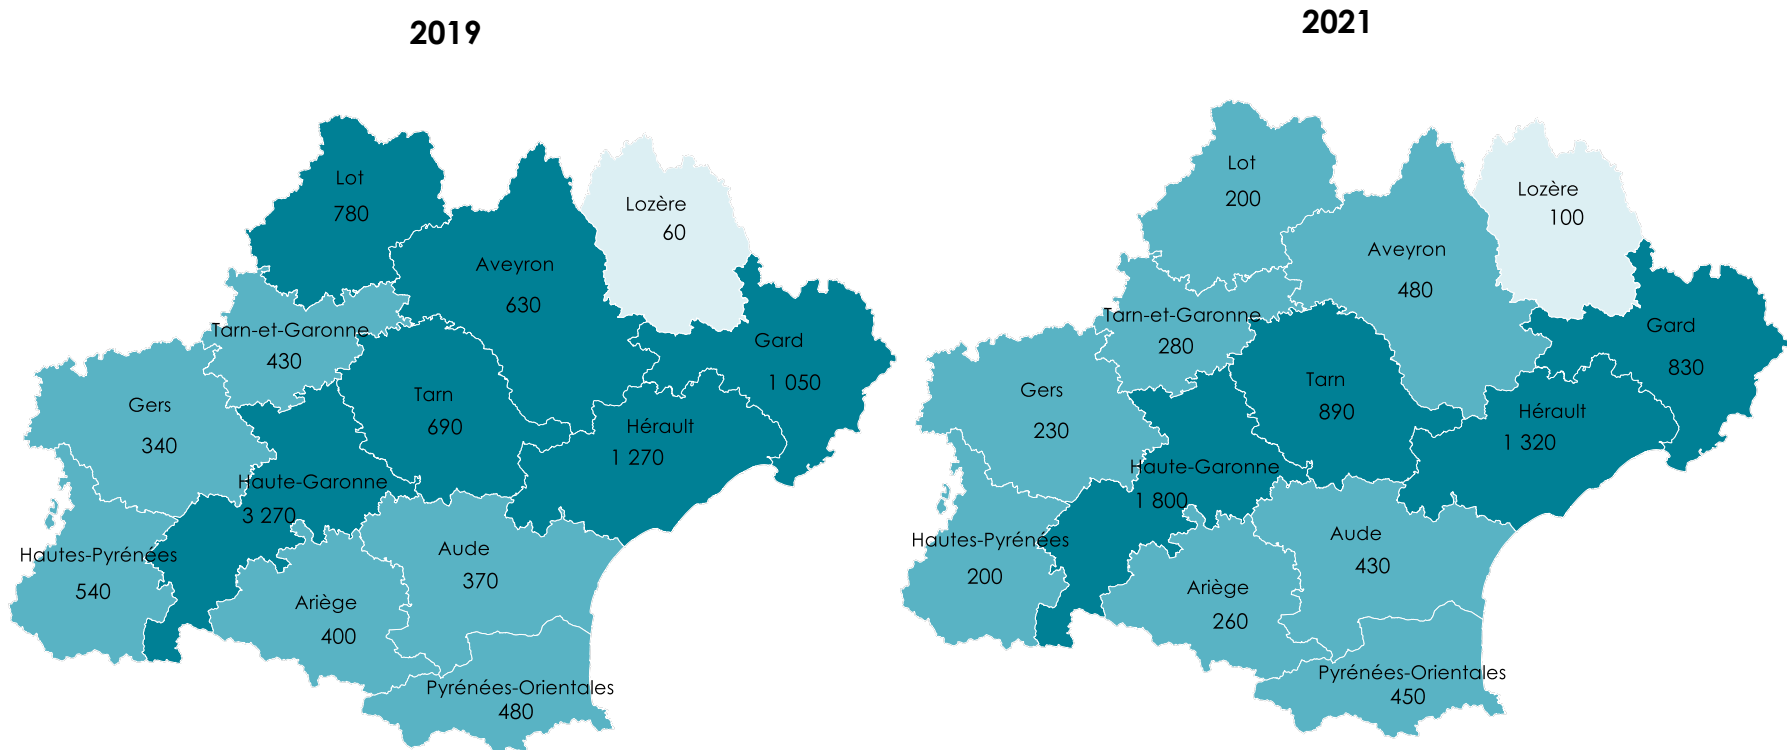 2019
Lot
780
Lozère
60
Aveyron
630
Tarn-et-Garonne
430
Gard
1 050
Gers
340
Tarn
690
Hérault
1 270
Haute-Garonne
3 270
Hautes-Pyrénées
540
Aude
370
Ariège
400
Pyrénées-Orientales
480
2021
Lot
200
Lozère
100
Aveyron
480
Tarn-et-Garonne
280
Gard
830
Gers
230
Tarn
890
Hérault
1 320
Haute-Garonne
1 800
Hautes-Pyrénées
200
Aude
430
Ariège
260
Pyrénées-Orientales
450